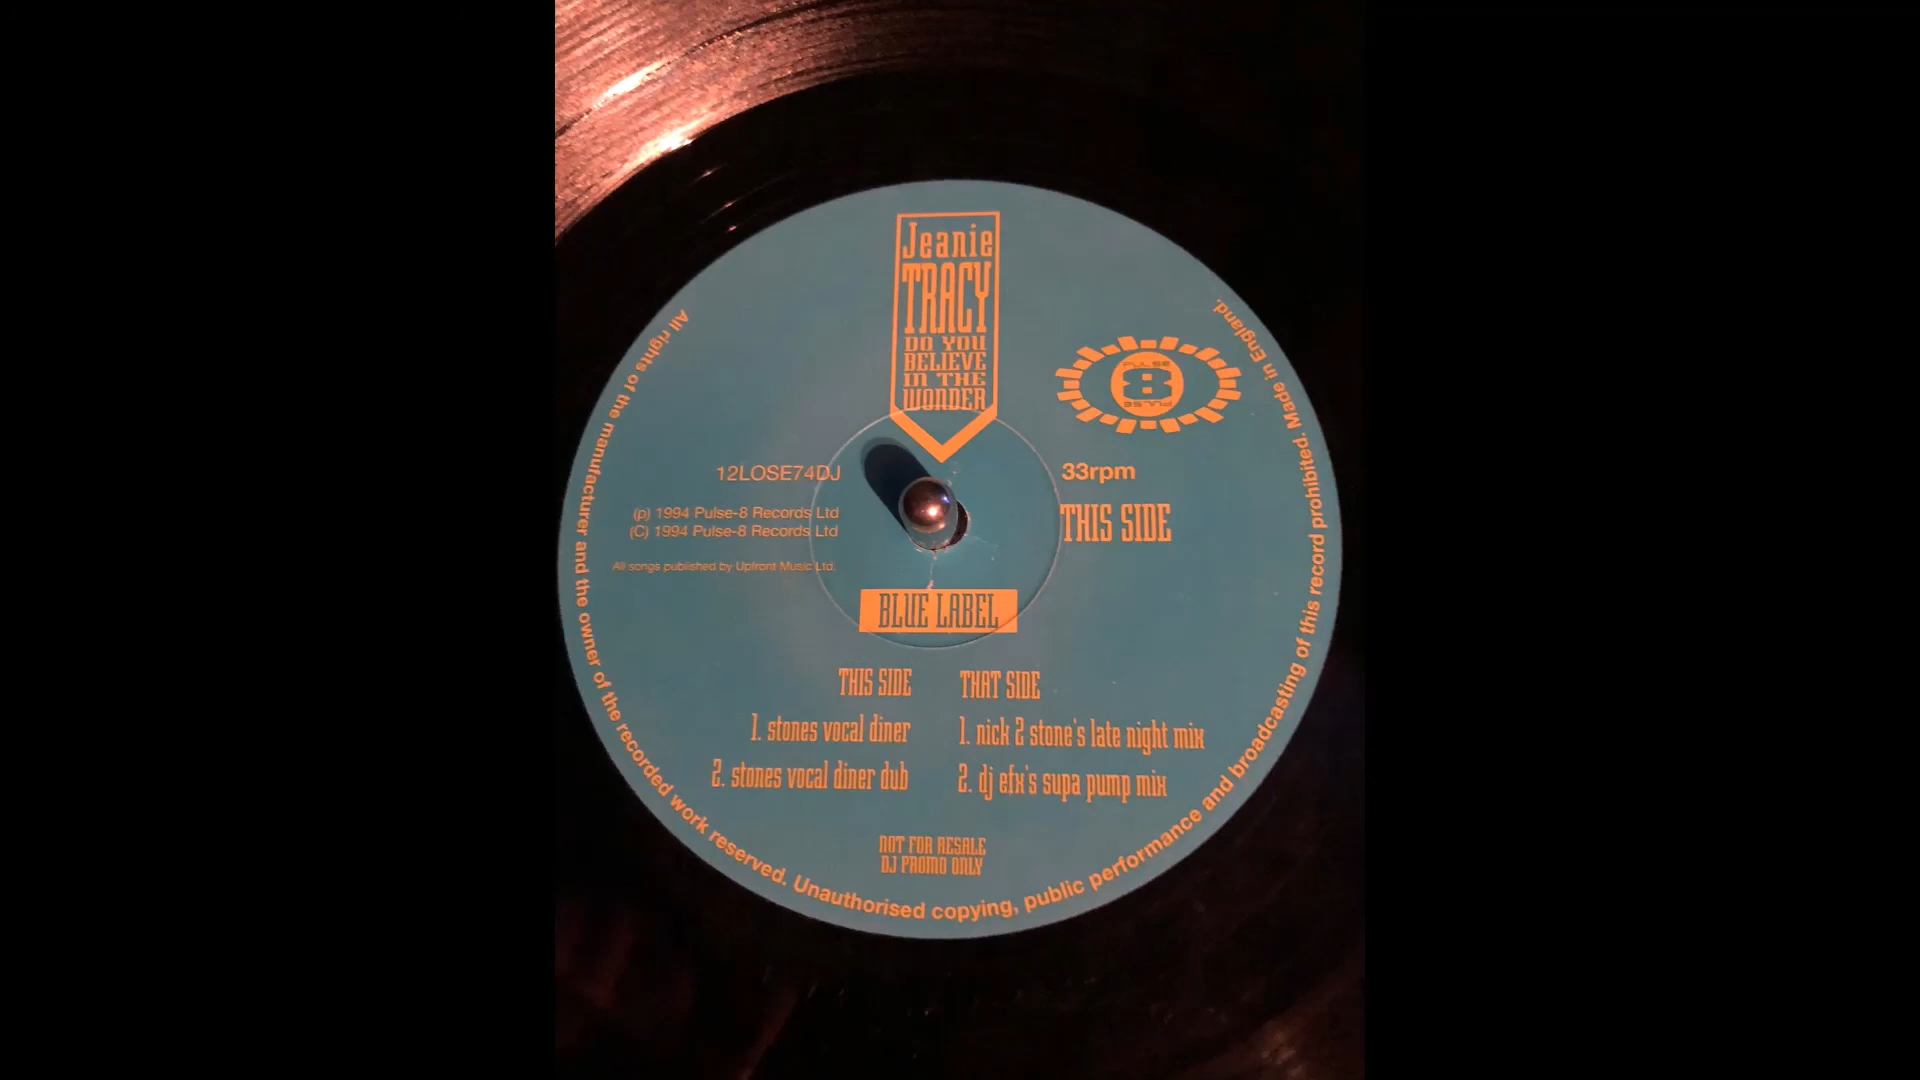 Jeanie
TRACY
DO YOU
BELIEVE
IN THE
WONDER
PULSE
8
PULSE
12LOSE74DJ
(p) 1994 Pulse-8 Records Ltd
(C) 1994 Pulse-8 Records Ltd
All songs published by Upfront Music Ltd.
33rpm
THIS SIDE
BLUE LABEL
THIS SIDE
1. stones vocal diner
2. stones vocal diner dub
THAT SIDE
1. nick 2 stone's late night mix
2. dj efx's supa pump mix
NOT FOR RESALE
DJ PROMO ONLY
All rights of the manufacturer and the owner of the recorded work reserved. Unauthorised copying, public performance and broadcasting of this record prohibited. Made in England.